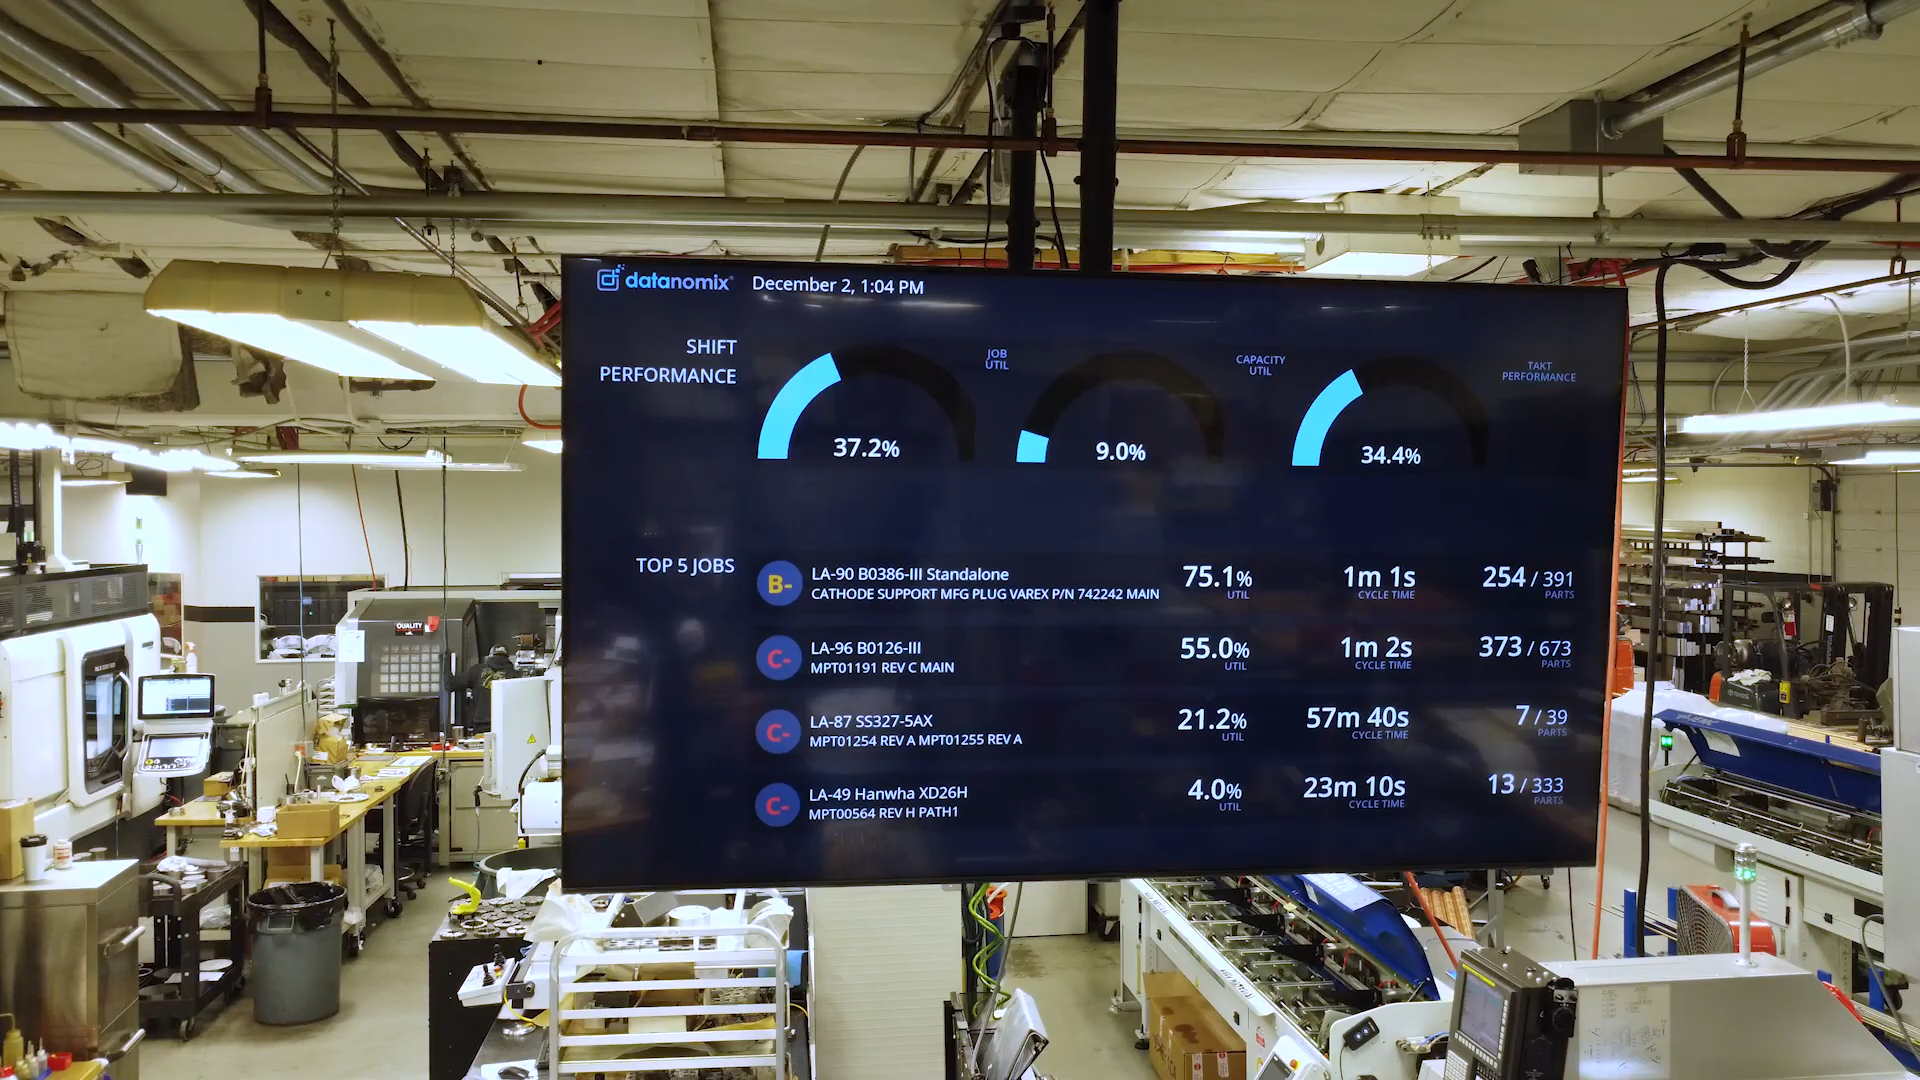 datanomix December 2, 1:04 PM
SHIFT
PERFORMANCE
37.2%
JOB
UTIL
9.0%
CAPACITY
UTIL
34.4%
TAKT
PERFORMANCE
TOP 5 JOBS
B- LA-90 B0386-III Standalone
CATHODE SUPPORT MFG PLUG VAREX P/N 742242 MAIN
75.1% UTIL
1m 1s CYCLE TIME
254 / 391 PARTS
C- LA-96 B0126-III
MPT01191 REV C MAIN
55.0% UTIL
1m 2s CYCLE TIME
373 / 673 PARTS
C- LA-87 SS327-5AX
MPT01254 REV A MPT01255 REV A
21.2% UTIL
57m 40s CYCLE TIME
7 / 39 PARTS
C- LA-49 Hanwha XD26H
MPT00564 REV H PATH1
4.0% UTIL
23m 10s CYCLE TIME
13 / 333 PARTS
QUALITY